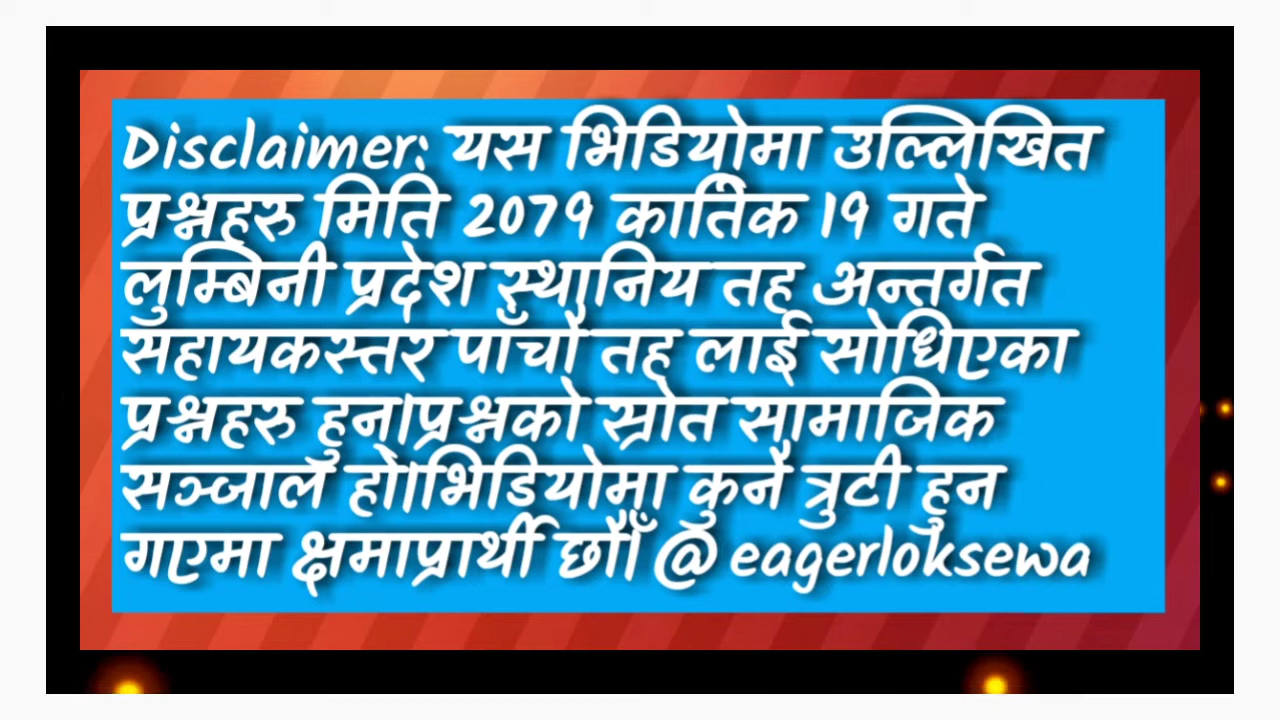 Disclaimer: यस भिडियोमा उल्लिखित
प्रश्नहरु मिति 2079 कार्तिक 19 गते
लुम्बिनी प्रदेश स्थानिय तह अन्तर्गत
सहायकस्तर पाँचौ तह लाई सोधिएका
प्रश्नहरु हुन।प्रश्नको स्रोत सामाजिक
सञ्जाल हो।भिडियोमा कुनै त्रुटी हुन
गएमा क्षमाप्रार्थी छौँ। @eagerloksewa